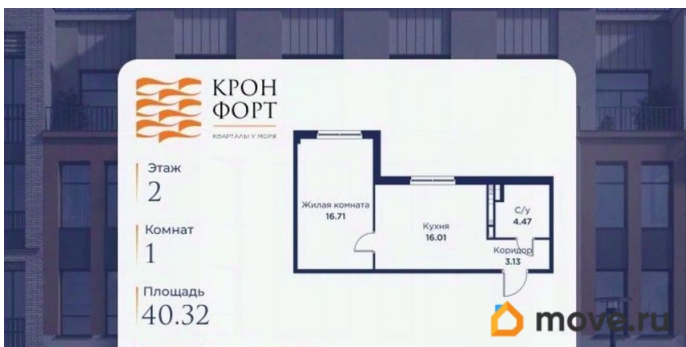 КРОН
ФОРТ
КВАРТАЛЫ У МОРЯ
Этаж
2
Комнат
1
Площадь
40.32
Жилая комната
16.71
Кухня
16.01
С/у
4.47
Коридор
3.13
move.ru